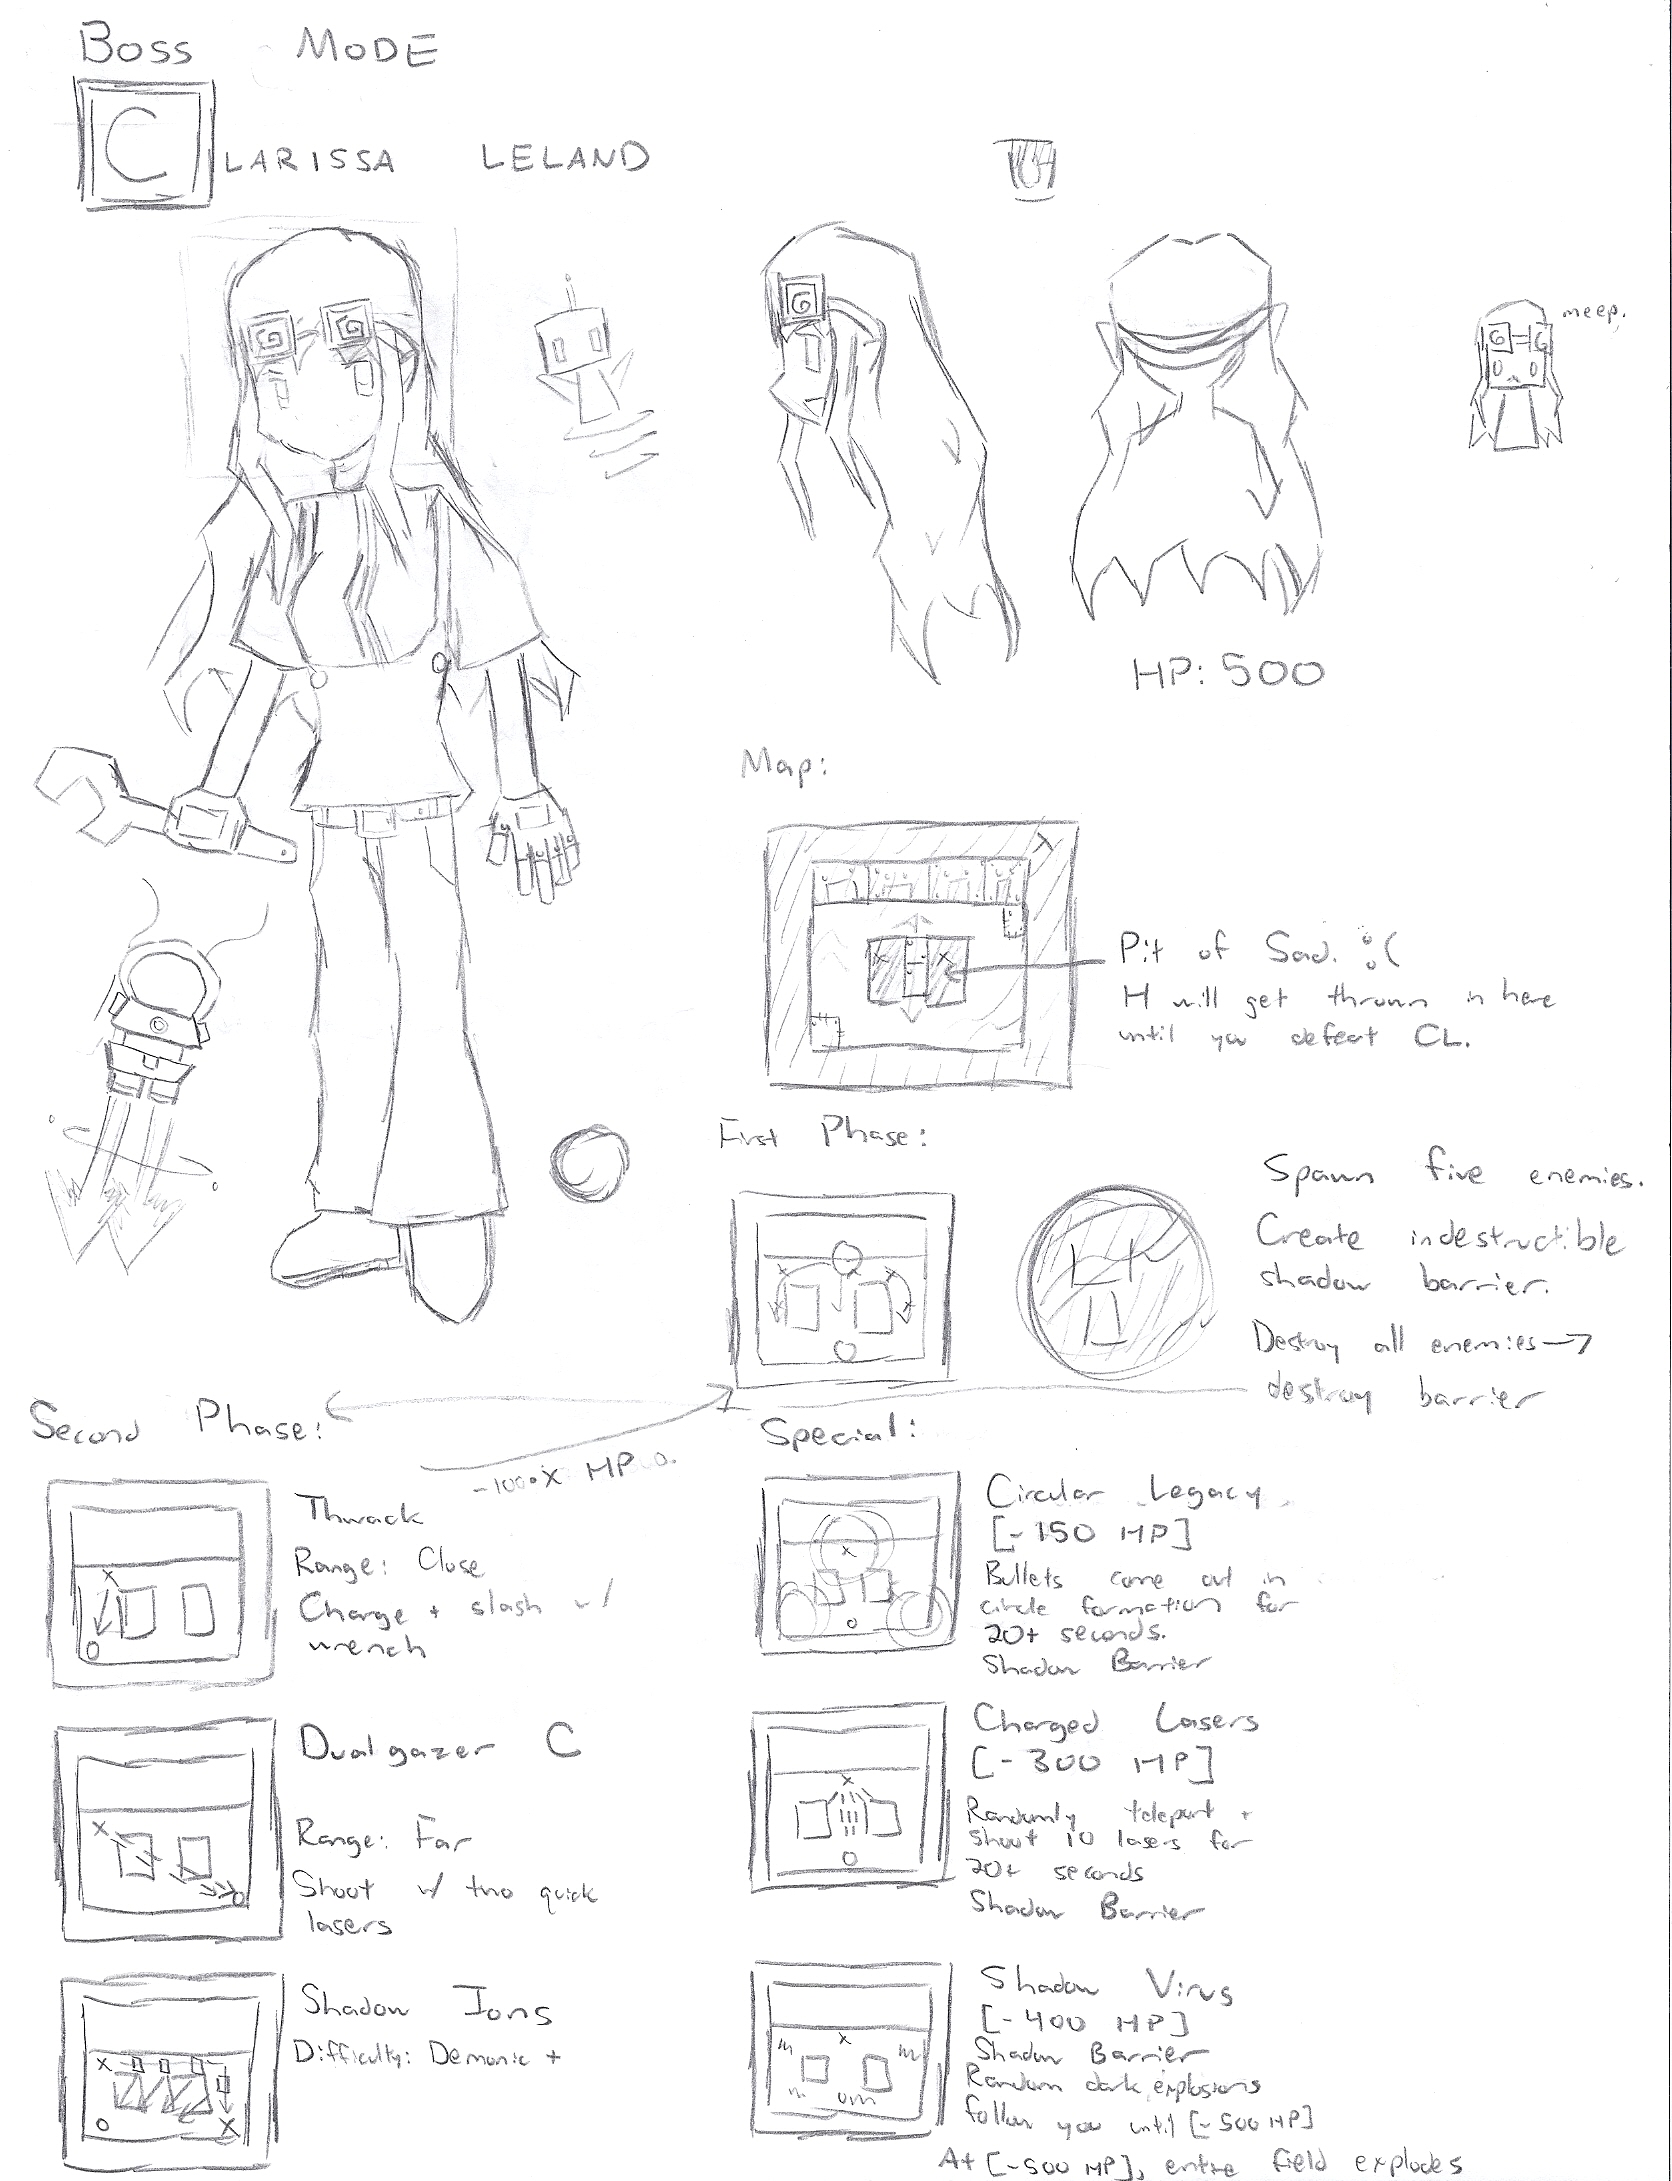 BOSS MODE
CLARISSA LELAND
meep.
HP: 500
Map:
Pit of Sad. :(
H will get thrown in here
until you defeat CL.
First Phase:
Spawn five enemies.
Create indestructible
shadow barrier.
Destroy all enemies →
destroy barrier
Second Phase:
HP
Thwack
Range: Close
Charge + slash w/
wrench
Dualgazer C
Range: Far
Shoot w/ two quick
lasers
Shadow Ions
Difficulty: Demonic +
Special:
Circular Legacy
[-150 HP]
Bullets come out in
circle formation for
20+ seconds.
Shadow Barrier
Charged Lasers
[-300 HP]
Randomly teleport +
shoot 10 lasers for
20+ seconds
Shadow Barrier
Shadow Virus
[-400 HP]
Shadow Barrier
Random dark explosions
follow you until [-500 HP]
At [-500 HP], entire field explodes